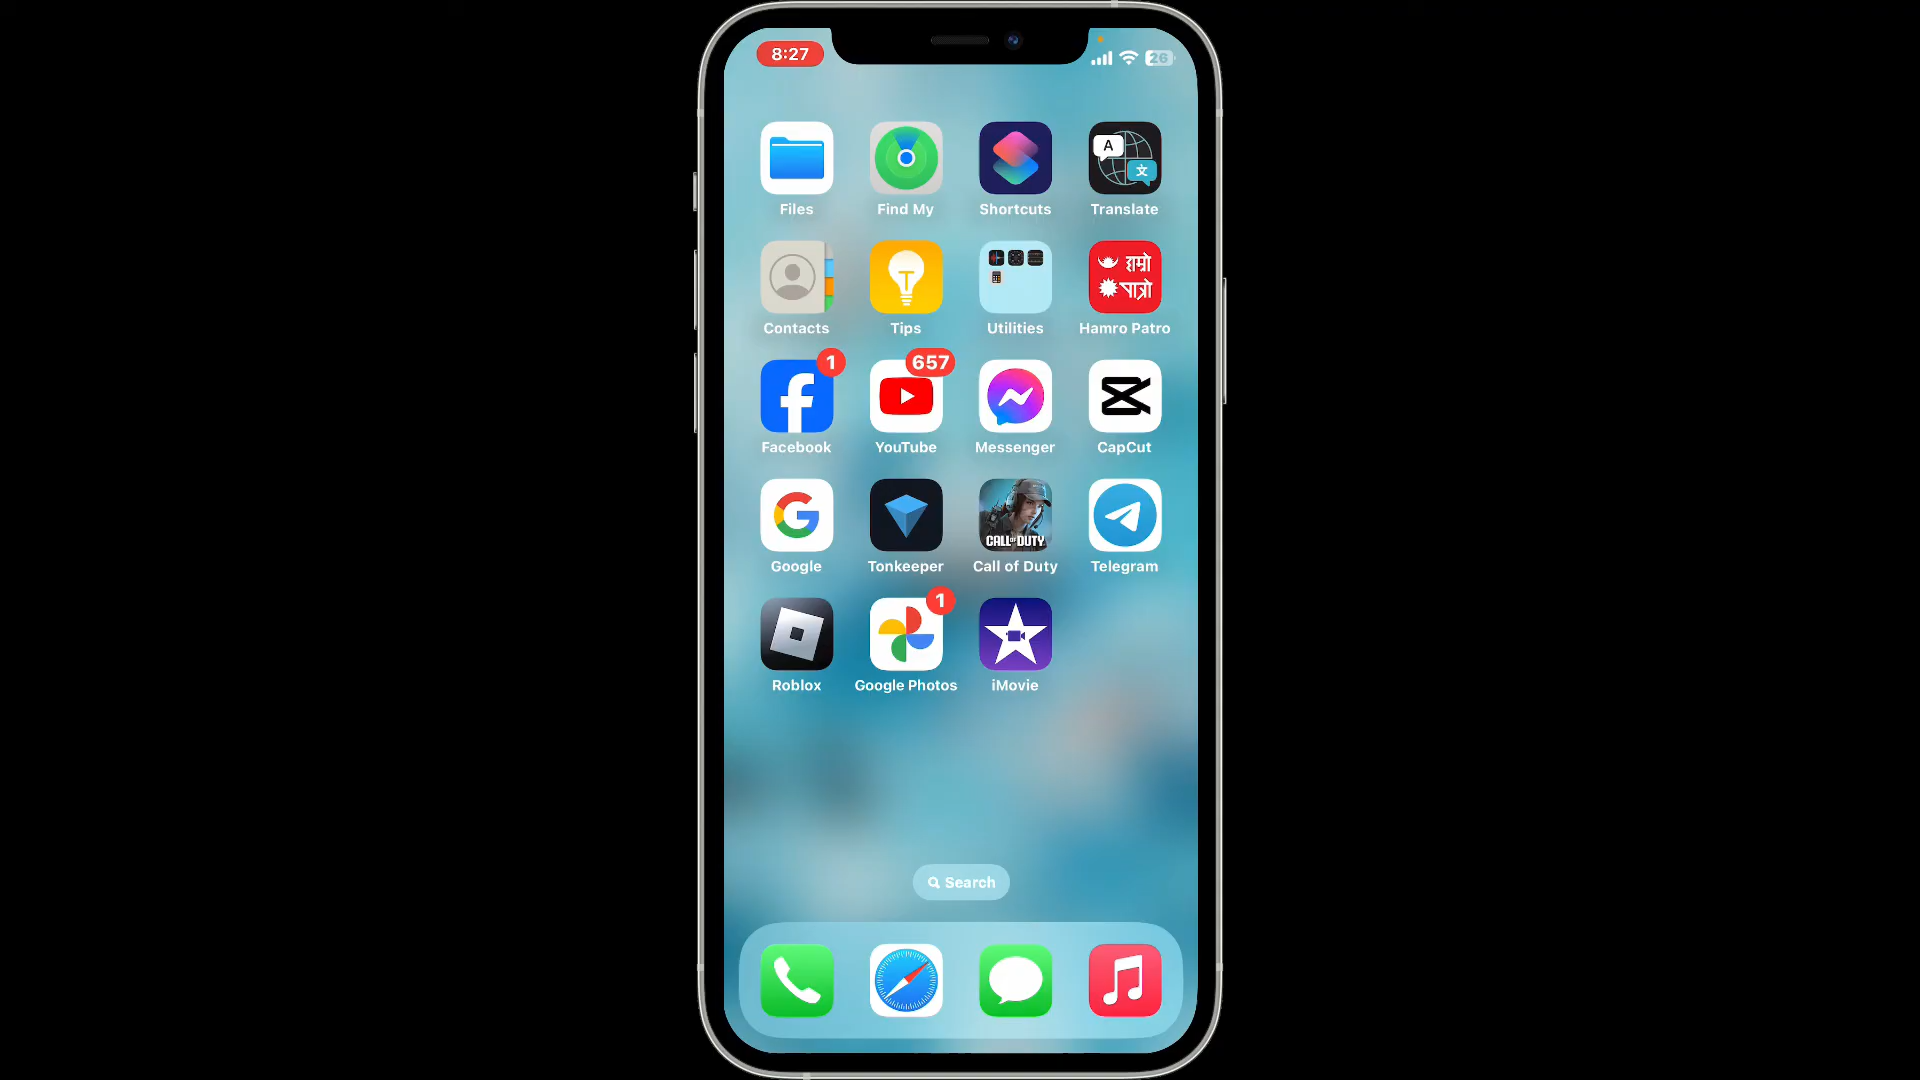 8:27
26
A
文
Files
Find My
Shortcuts
Translate
हाम्रो
पात्रो
Contacts
Tips
Utilities
Hamro Patro
1
657
Facebook
YouTube
Messenger
CapCut
CALL OF DUTY
Google
Tonkeeper
Call of Duty
Telegram
1
Roblox
Google Photos
iMovie
Search